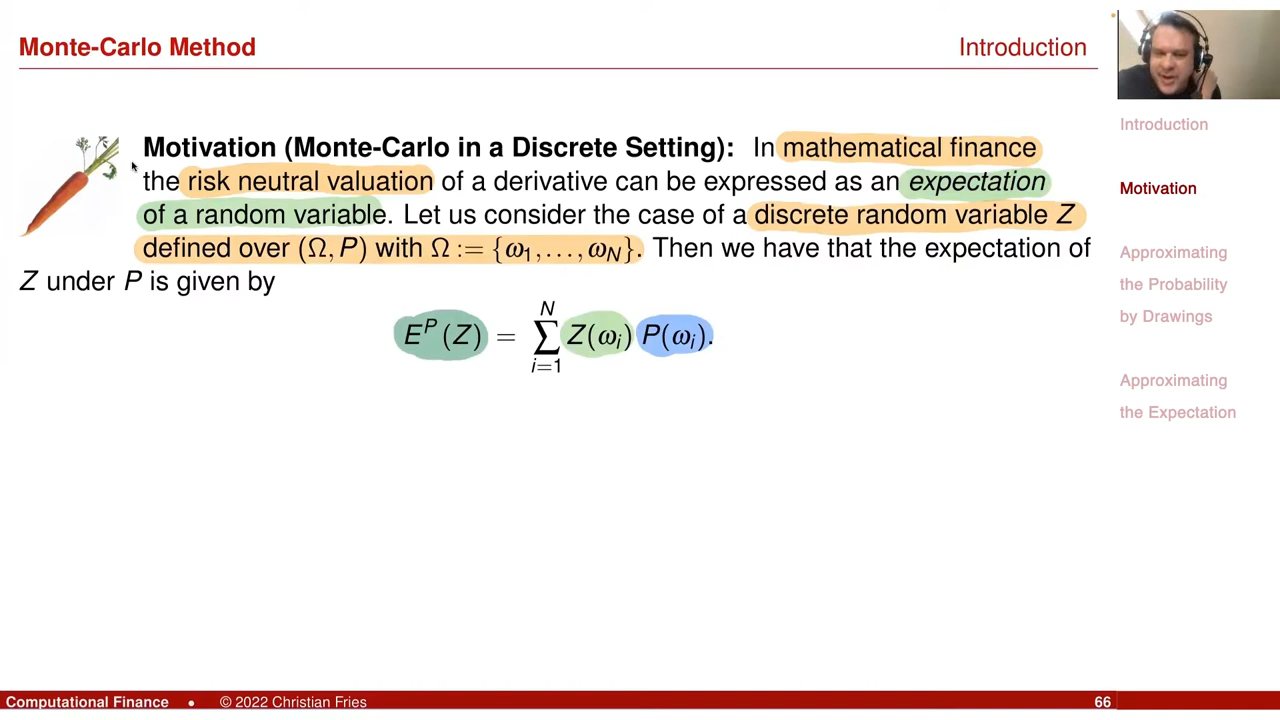 Monte-Carlo Method
Introduction
Motivation (Monte-Carlo in a Discrete Setting): In mathematical finance
the risk neutral valuation of a derivative can be expressed as an expectation
of a random variable. Let us consider the case of a discrete random variable Z
defined over (Ω, P) with Ω := {ω₁, . . . , ω_N}. Then we have that the expectation of
Z under P is given by
E^P(Z) = ∑_{i=1}^{N} Z(ω_i) P(ω_i).
Introduction
Motivation
Approximating
the Probability
by Drawings
Approximating
the Expectation
Computational Finance • © 2022 Christian Fries
66